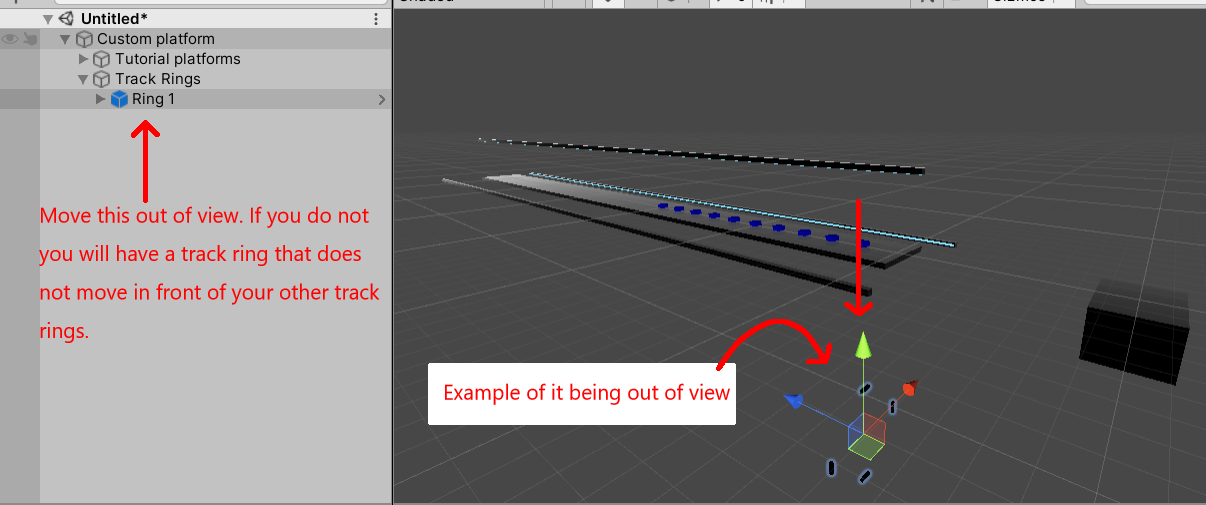 Untitled*
Custom platform
Tutorial platforms
Track Rings
Ring 1
Move this out of view. If you do not
you will have a track ring that does
not move in front of your other track
rings.
Example of it being out of view